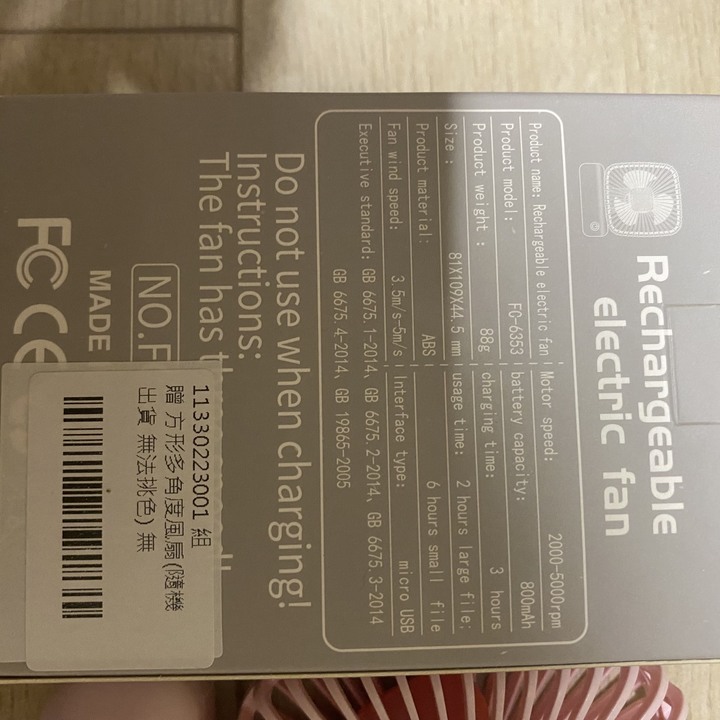 Rechargeable
electric fan
Product name: Rechargeable electric fan
Motor speed: 2000-5000rpm
Product model: FG-6353
battery capacity: 800mAh
Product weight : 88g
charging time: 3 hours
Size : 81X109X44.5 mm
usage time: 2 hours large file;
6 hours small file
Product material: ABS
Fan wind speed: 3.5m/s-5m/s
Interface type: micro USB
Executive standard: GB 6675.1-2014、GB 6675.2-2014、GB 6675.3-2014
GB 6675.4-2014、GB 19865-2005
Do not use when charging!
Instructions:
The fan has
NO.F
MADE
FC CE
11330223001 組
贈 方形多角度風扇 (隨機
出貨 無法挑色) 無